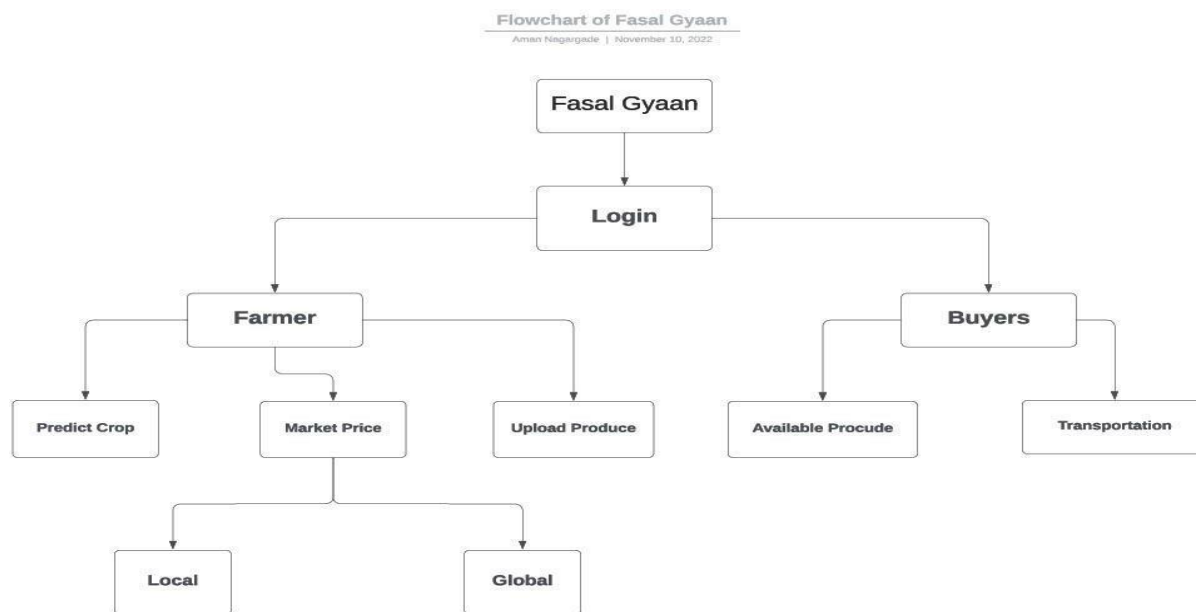 Flowchart of Fasal Gyaan
Aman Nagargade | November 10, 2022
Fasal Gyaan
Login
Farmer
Buyers
Predict Crop
Market Price
Upload Produce
Available Procude
Transportation
Local
Global